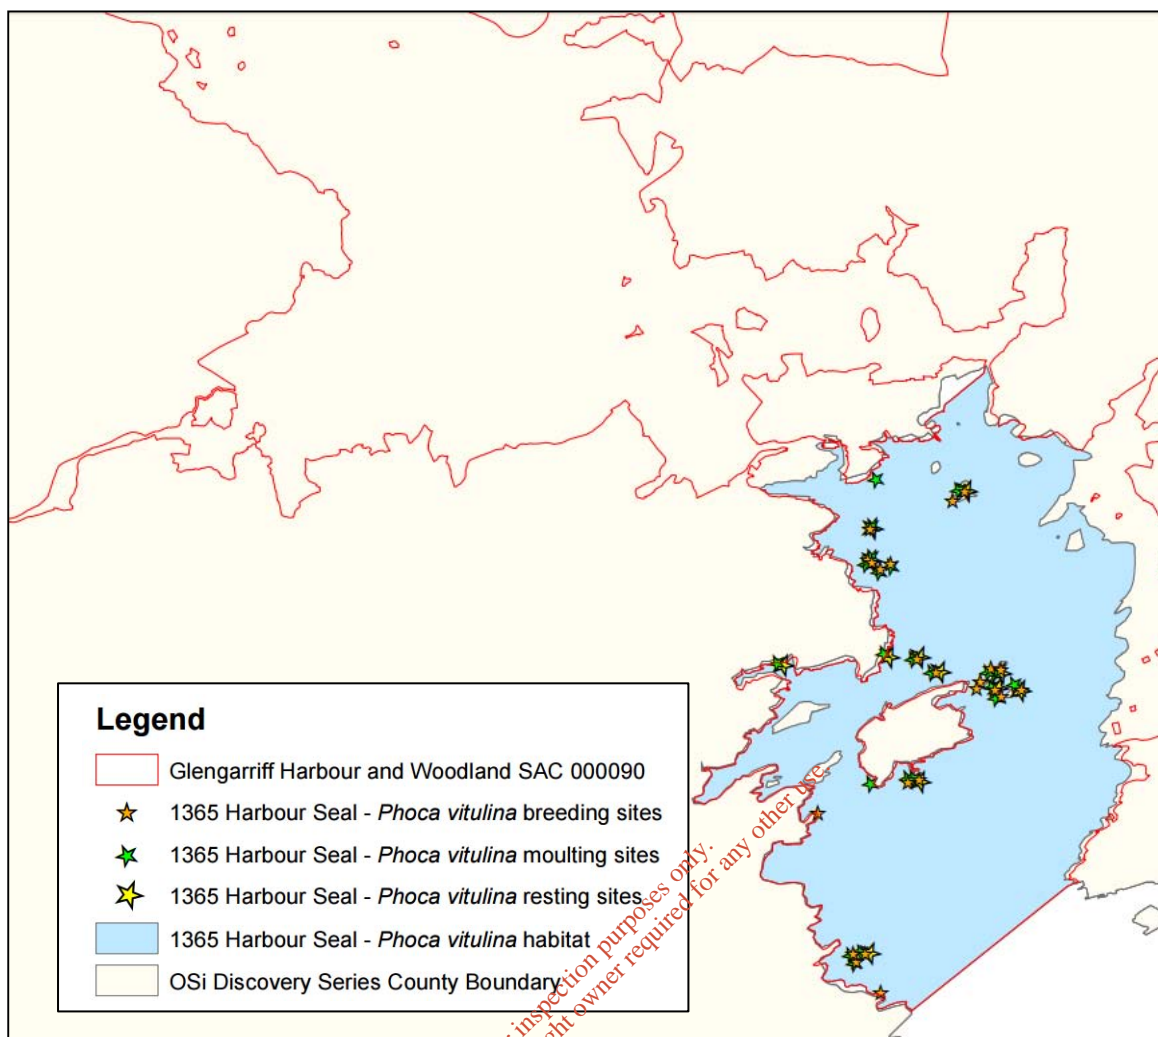 Legend
Glengarriff Harbour and Woodland SAC 000090
1365 Harbour Seal - Phoca vitulina breeding sites
1365 Harbour Seal - Phoca vitulina moulting sites
1365 Harbour Seal - Phoca vitulina resting sites
1365 Harbour Seal - Phoca vitulina habitat
OSi Discovery Series County Boundary
inspection purposes only.
owner required for any other use.